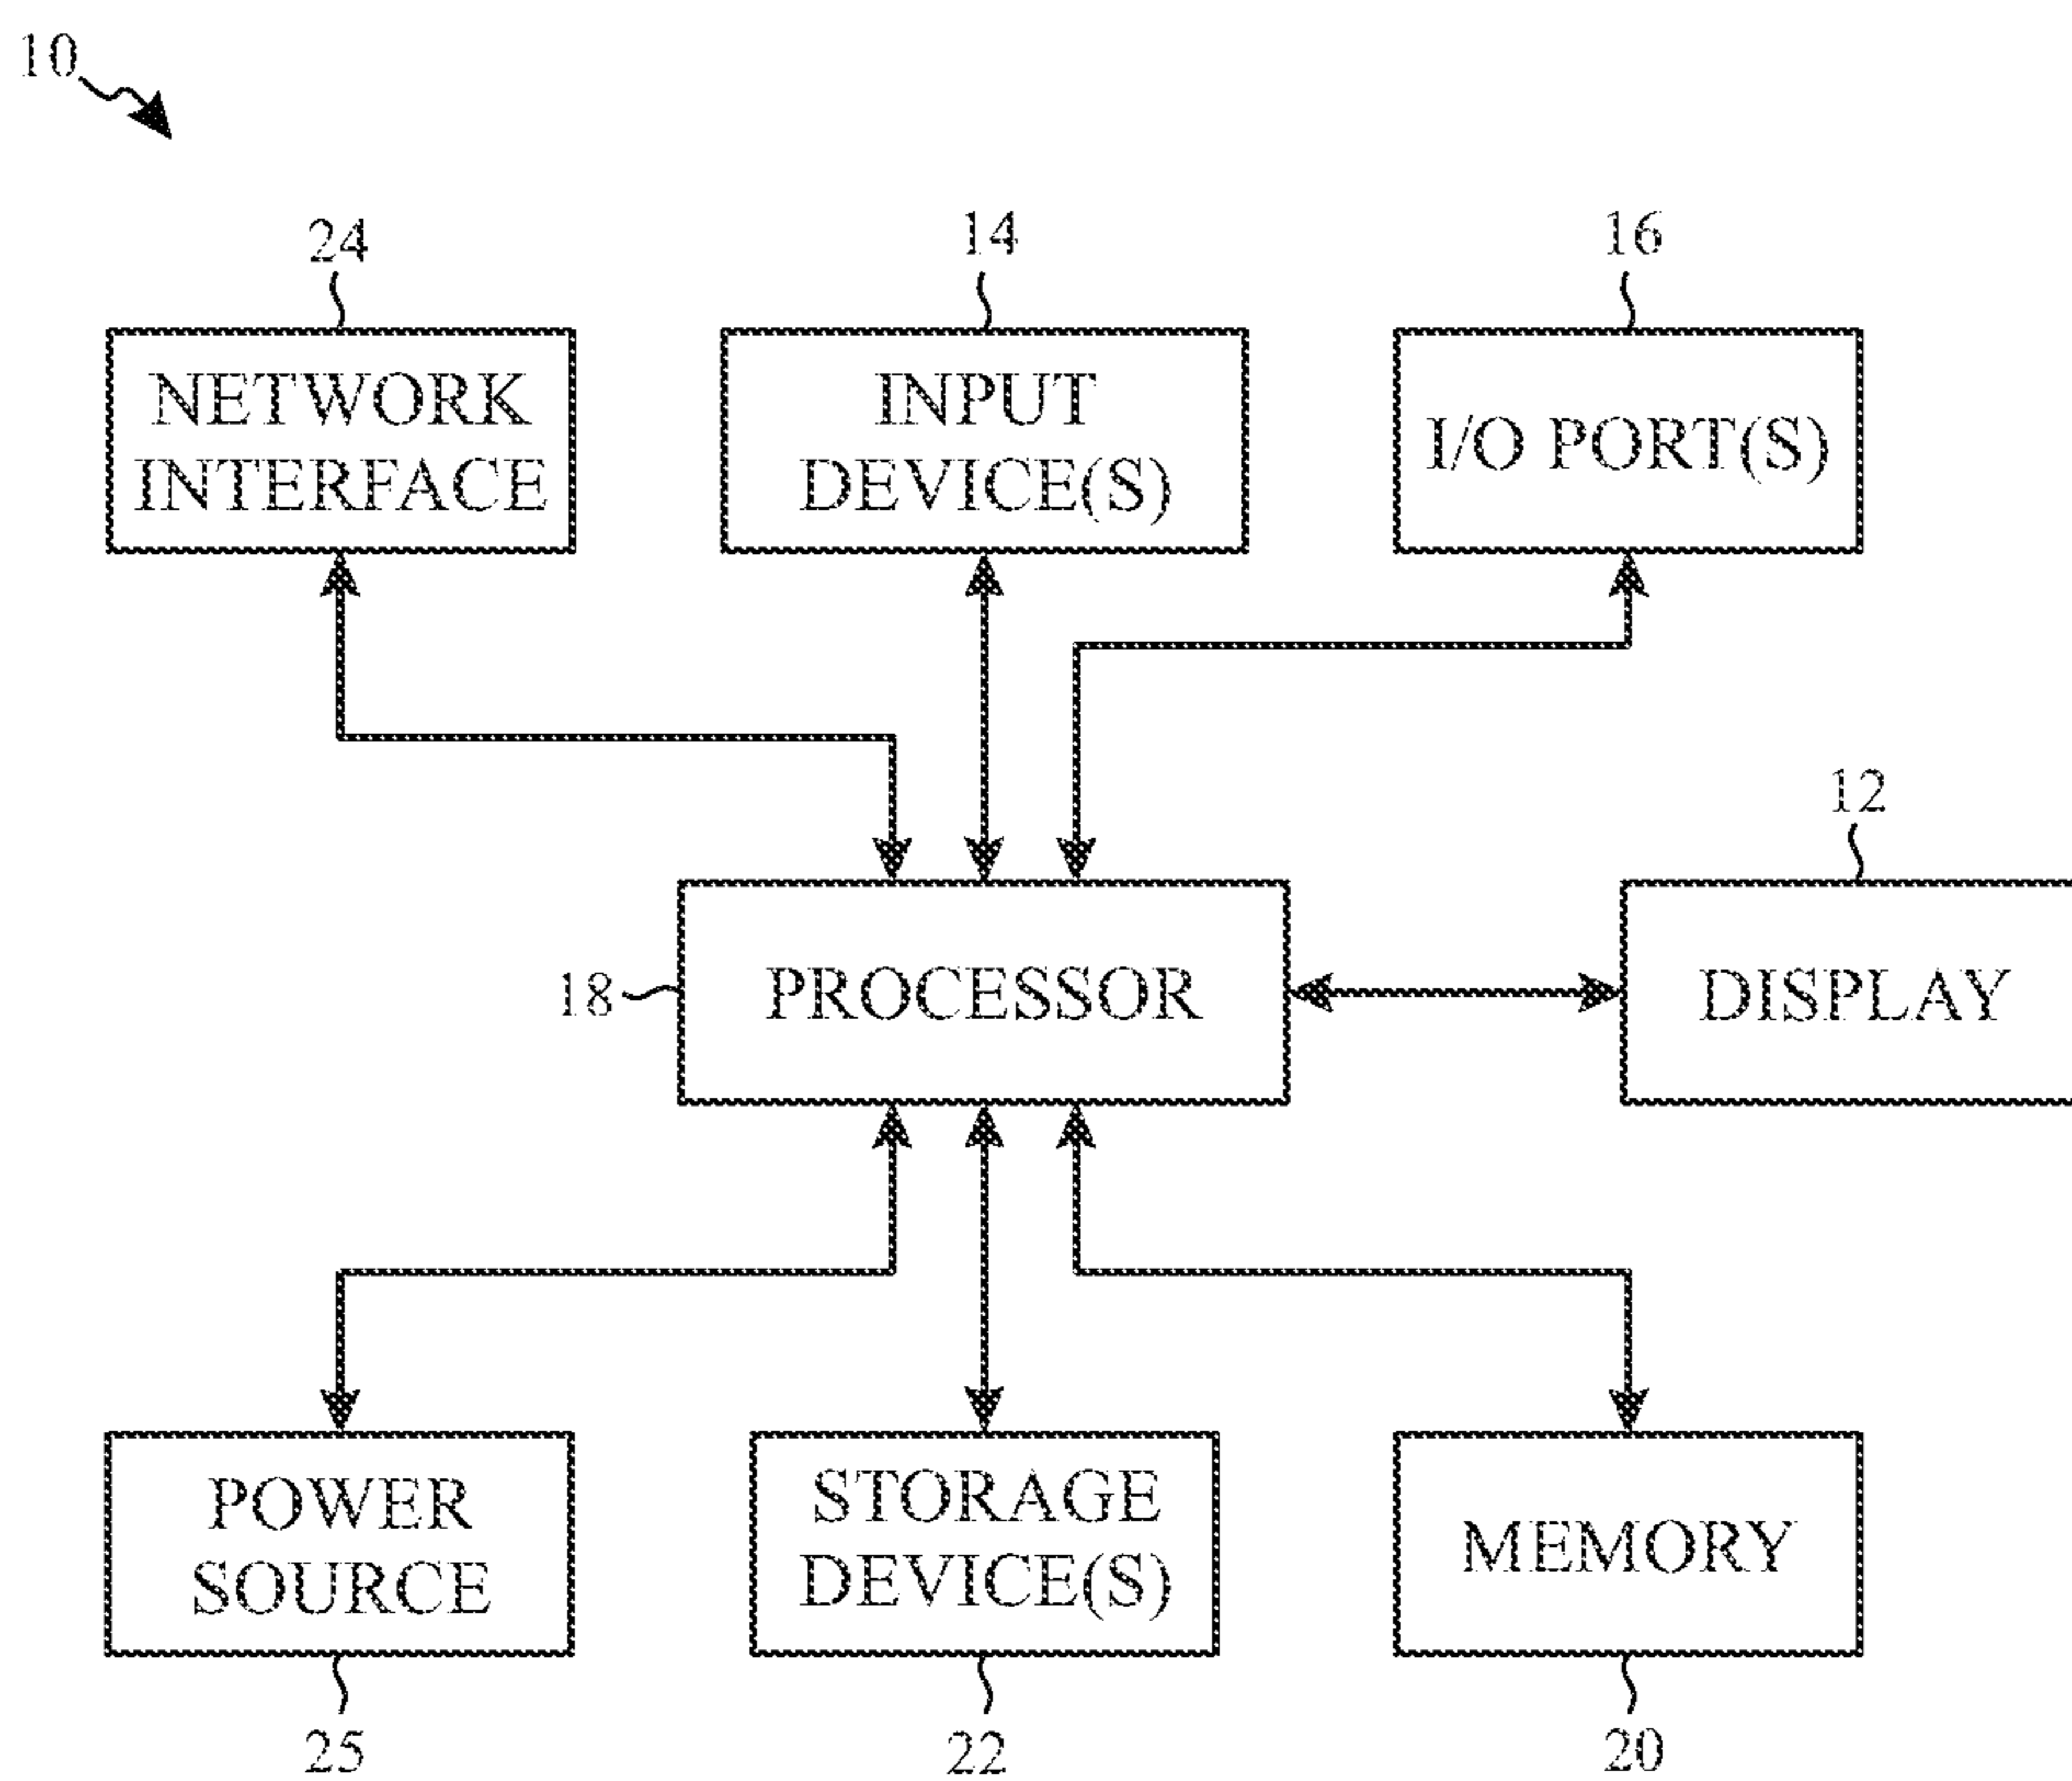 10
24
14
16
NETWORK
INTERFACE
INPUT
DEVICE(S)
I/O PORT(S)
12
18
PROCESSOR
DISPLAY
POWER
SOURCE
STORAGE
DEVICE(S)
MEMORY
25
22
20